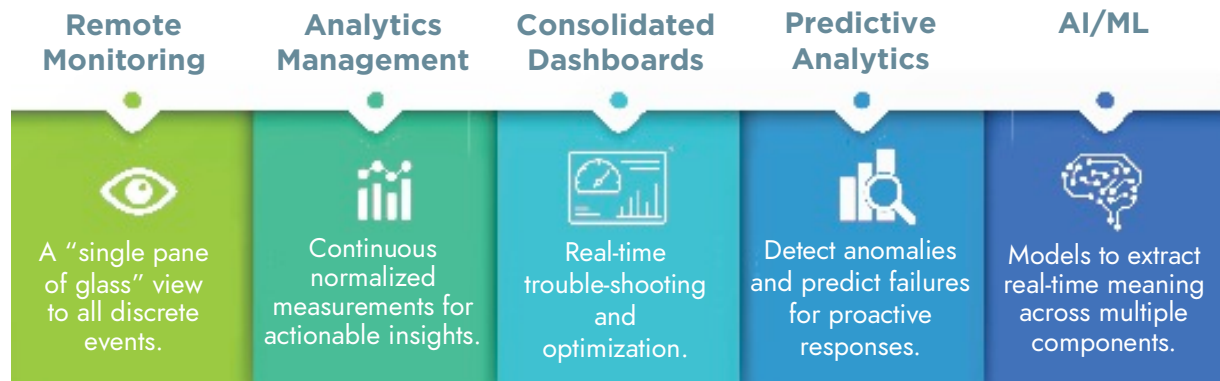 Remote
Monitoring
Analytics
Management
Consolidated
Dashboards
Predictive
Analytics
AI/ML
A “single pane
of glass” view
to all discrete
events.
Continuous
normalized
measurements for
actionable insights.
Real-time
trouble-shooting
and
optimization.
Detect anomalies
and predict failures
for proactive
responses.
Models to extract
real-time meaning
across multiple
components.